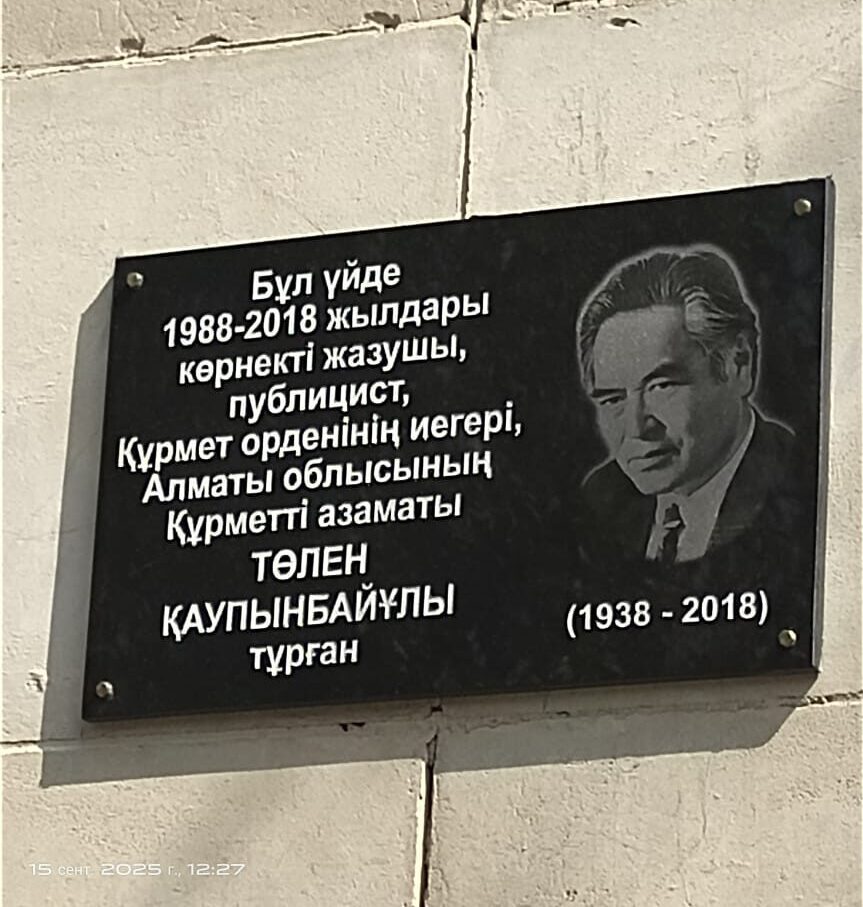 Бұл үйде
1988-2018 жылдары
көрнекті жазушы,
публицист,
Құрмет орденінің иегері,
Алматы облысының
Құрметті азаматы
ТӨЛЕН
ҚАУПЫНБАЙҰЛЫ
тұрған
(1938 - 2018)
15 сент. 2025 г., 12:27